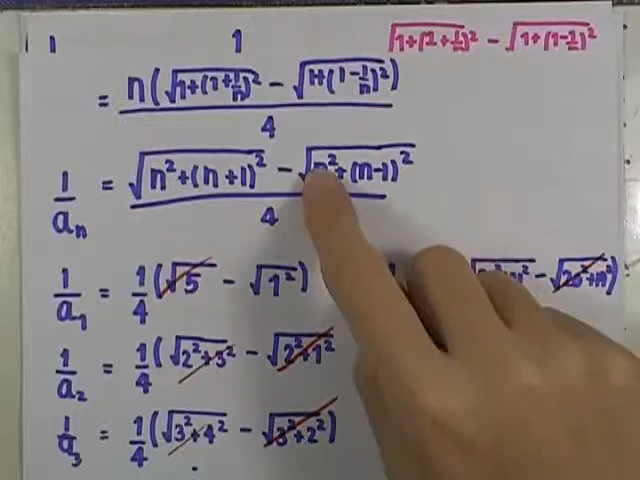 1 1 √1+(1+1/n)² − √1+(1−1/n)²
= n(√1+(1+1/n)² − √1+(1−1/n)²) / 4
1/aₙ = √n²+(n+1)² − √n²+(n−1)² / 4
1/a₁ = 1/4(√5 − √1²)
1/a₂ = 1/4(√2²+3² − √2²+1²)
1/a₃ = 1/4(√3²+4² − √3²+2²)